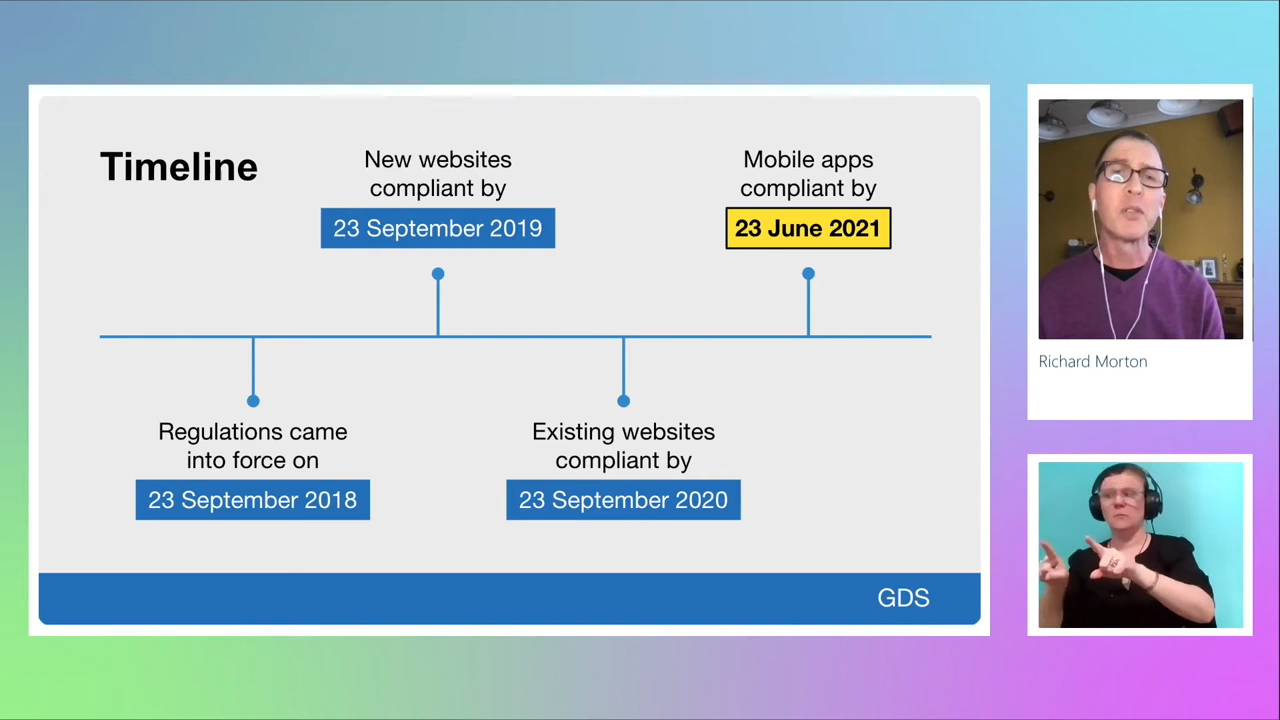 Timeline
New websites
compliant by
23 September 2019
Mobile apps
compliant by
23 June 2021
Regulations came
into force on
23 September 2018
Existing websites
compliant by
23 September 2020
GDS
Richard Morton